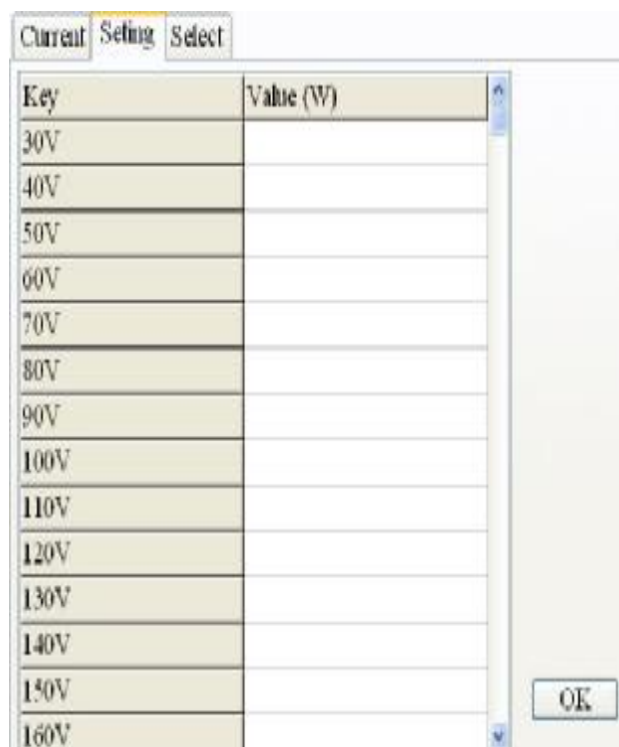 Current Seting Select
Key Value (W)
30V
40V
50V
60V
70V
80V
90V
100V
110V
120V
130V
140V
150V
160V
OK